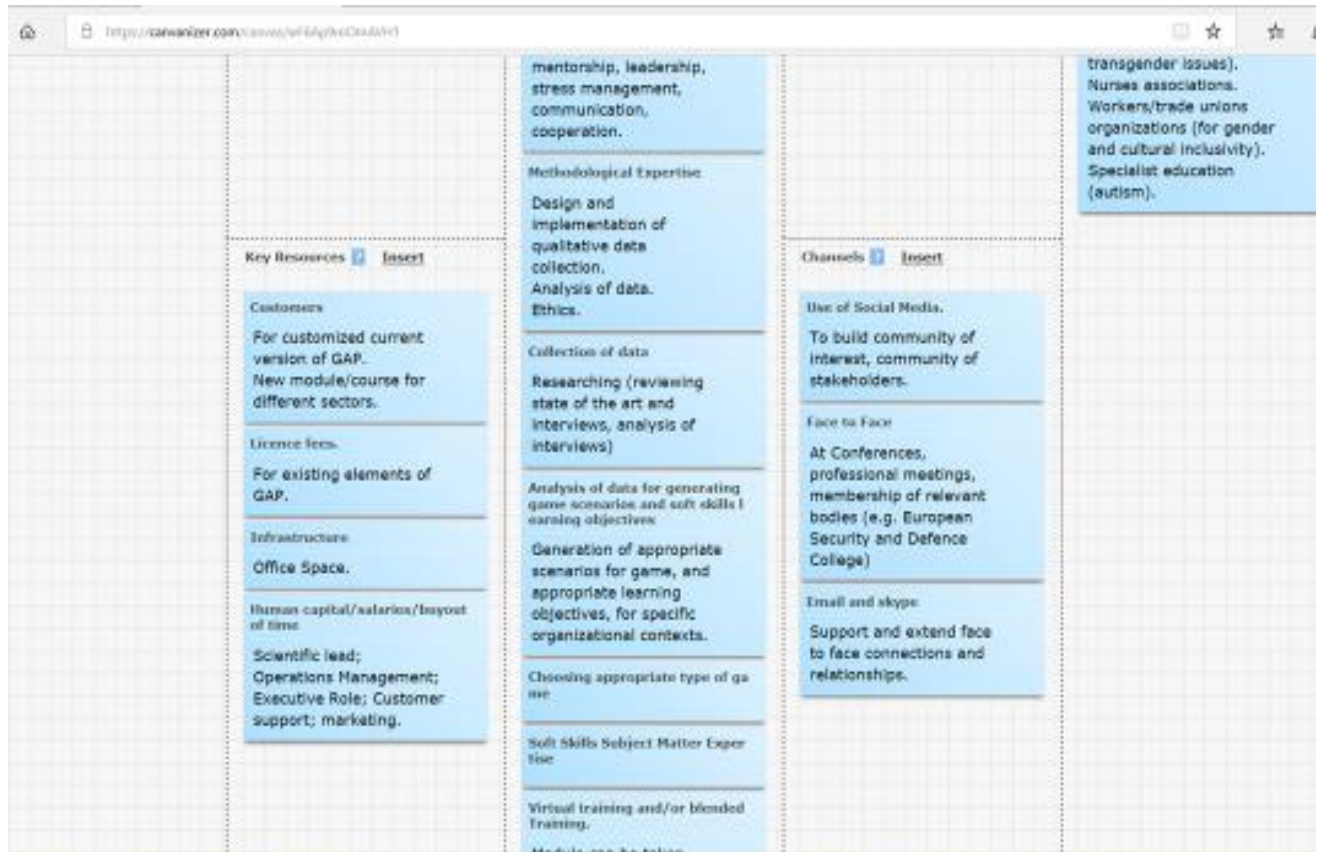 https://canvanizer.com/canvas/
mentorship, leadership,
stress management,
communication,
cooperation.
Methodological Expertise
Design and
implementation of
qualitative data
collection.
Analysis of data.
Ethics.
Collection of data
Researching (reviewing
state of the art and
interviews, analysis of
interviews)
Analysis of data for generating
game scenarios and soft skills l
earning objectives
Generation of appropriate
scenarios for game, and
appropriate learning
objectives, for specific
organizational contexts.
Choosing appropriate type of ga
me
Soft Skills Subject Matter Exper
tise
Virtual training and/or blended
Training.
Module can be taken
Key Resources ? Insert
Customers
For customized current
version of GAP.
New module/course for
different sectors.
Licence fees.
For existing elements of
GAP.
Infrastructure
Office Space.
Human capital/salaries/buyout
of time
Scientific lead;
Operations Management;
Executive Role; Customer
support; marketing.
Channels ? Insert
Use of Social Media.
To build community of
interest, community of
stakeholders.
Face to Face
At Conferences,
professional meetings,
membership of relevant
bodies (e.g. European
Security and Defence
College)
Email and skype
Support and extend face
to face connections and
relationships.
transgender issues).
Nurses associations.
Workers/trade unions
organizations (for gender
and cultural inclusivity).
Specialist education
(autism).